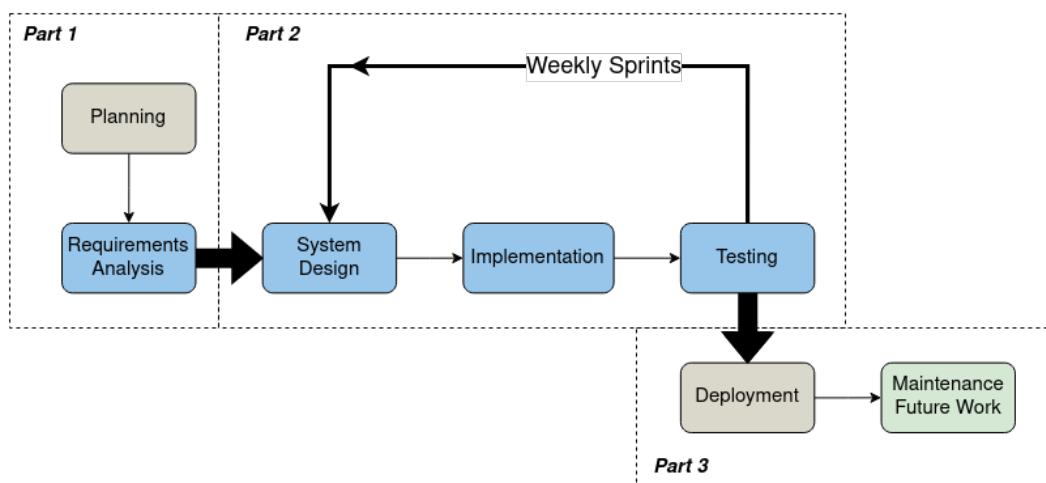 Part 1
Part 2
Weekly Sprints
Planning
Requirements
Analysis
System
Design
Implementation
Testing
Deployment
Maintenance
Future Work
Part 3